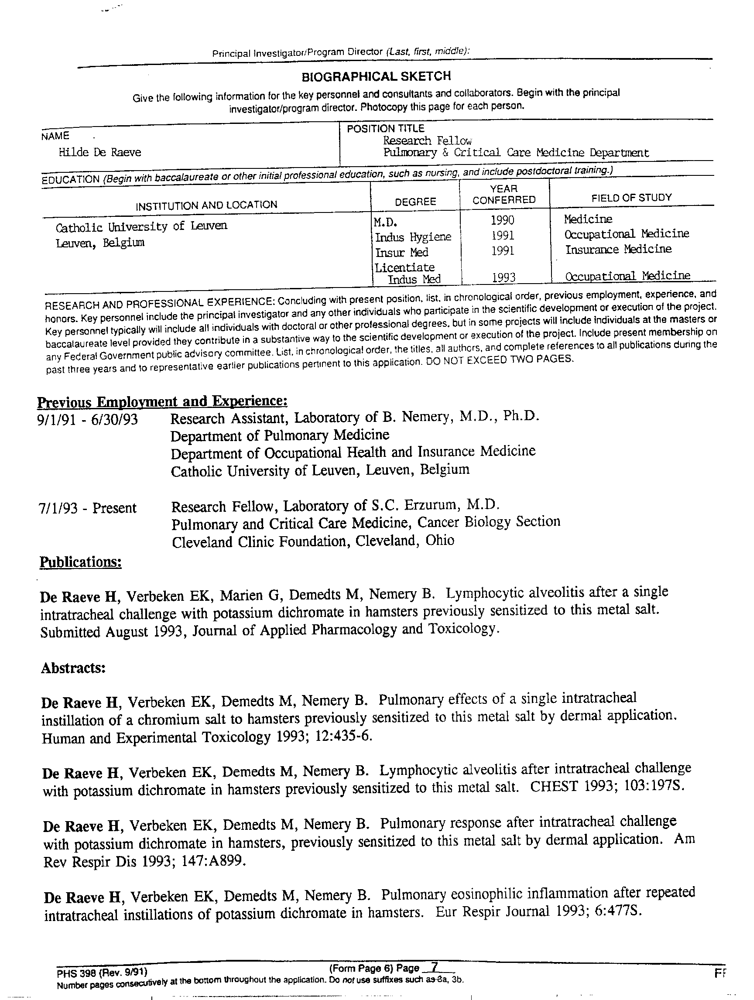 Principal Investigator/Program Director (Last, first, middle):
BIOGRAPHICAL SKETCH
Give the following information for the key personnel and consultants and collaborators. Begin with the principal
investigator/program director. Photocopy this page for each person.
NAME
POSITION TITLE
Hilde De Raeve
Research Fellow
Pulmonary & Critical Care Medicine Department
EDUCATION (Begin with baccalaureate or other initial professional education, such as nursing, and include postdoctoral training.)
INSTITUTION AND LOCATION
DEGREE
YEAR
CONFERRED
FIELD OF STUDY
Catholic University of Leuven
Leuven, Belgium
M.D. 1990 Medicine
Indus Hygiene 1991 Occupational Medicine
Insur Med 1991 Insurance Medicine
Licentiate
Indus Med 1993 Occupational Medicine
RESEARCH AND PROFESSIONAL EXPERIENCE: Concluding with present position, list, in chronological order, previous employment, experience, and
honors. Key personnel include the principal investigator and any other individuals who participate in the scientific development or execution of the project.
Key personnel typically will include all individuals with doctoral or other professional degrees, but in some projects will include individuals at the masters or
baccalaureate level provided they contribute in a substantive way to the scientific development or execution of the project. Include present membership on
any Federal Government public advisory committee. List, in chronological order, the titles, all authors, and complete references to all publications during the
past three years and to representative earlier publications pertinent to this application. DO NOT EXCEED TWO PAGES.
Previous Employment and Experience:
9/1/91 - 6/30/93 Research Assistant, Laboratory of B. Nemery, M.D., Ph.D.
Department of Pulmonary Medicine
Department of Occupational Health and Insurance Medicine
Catholic University of Leuven, Leuven, Belgium
7/1/93 - Present Research Fellow, Laboratory of S.C. Erzurum, M.D.
Pulmonary and Critical Care Medicine, Cancer Biology Section
Cleveland Clinic Foundation, Cleveland, Ohio
Publications:
De Raeve H, Verbeken EK, Marien G, Demedts M, Nemery B. Lymphocytic alveolitis after a single
intratracheal challenge with potassium dichromate in hamsters previously sensitized to this metal salt.
Submitted August 1993, Journal of Applied Pharmacology and Toxicology.
Abstracts:
De Raeve H, Verbeken EK, Demedts M, Nemery B. Pulmonary effects of a single intratracheal
instillation of a chromium salt to hamsters previously sensitized to this metal salt by dermal application.
Human and Experimental Toxicology 1993; 12:435-6.
De Raeve H, Verbeken EK, Demedts M, Nemery B. Lymphocytic alveolitis after intratracheal challenge
with potassium dichromate in hamsters previously sensitized to this metal salt. CHEST 1993; 103:197S.
De Raeve H, Verbeken EK, Demedts M, Nemery B. Pulmonary response after intratracheal challenge
with potassium dichromate in hamsters, previously sensitized to this metal salt by dermal application. Am
Rev Respir Dis 1993; 147:A899.
De Raeve H, Verbeken EK, Demedts M, Nemery B. Pulmonary eosinophilic inflammation after repeated
intratracheal instillations of potassium dichromate in hamsters. Eur Respir Journal 1993; 6:477S.
PHS 398 (Rev. 9/91) (Form Page 6) Page 7
Number pages consecutively at the bottom throughout the application. Do not use suffixes such as 3a, 3b.